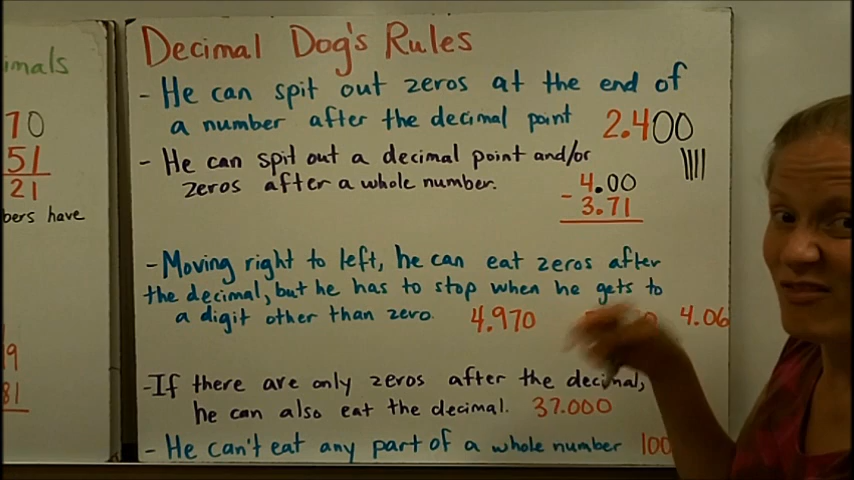 imals
70
51
21
bers have
9
81
Decimal Dog's Rules
- He can spit out zeros at the end of
a number after the decimal point 2.400
- He can spit out a decimal point and/or
zeros after a whole number.
4.00
- 3.71
- Moving right to left, he can eat zeros after
the decimal, but he has to stop when he gets to
a digit other than zero. 4.970 4.06
- If there are only zeros after the decimal,
he can also eat the decimal. 37.000
- He can't eat any part of a whole number 100